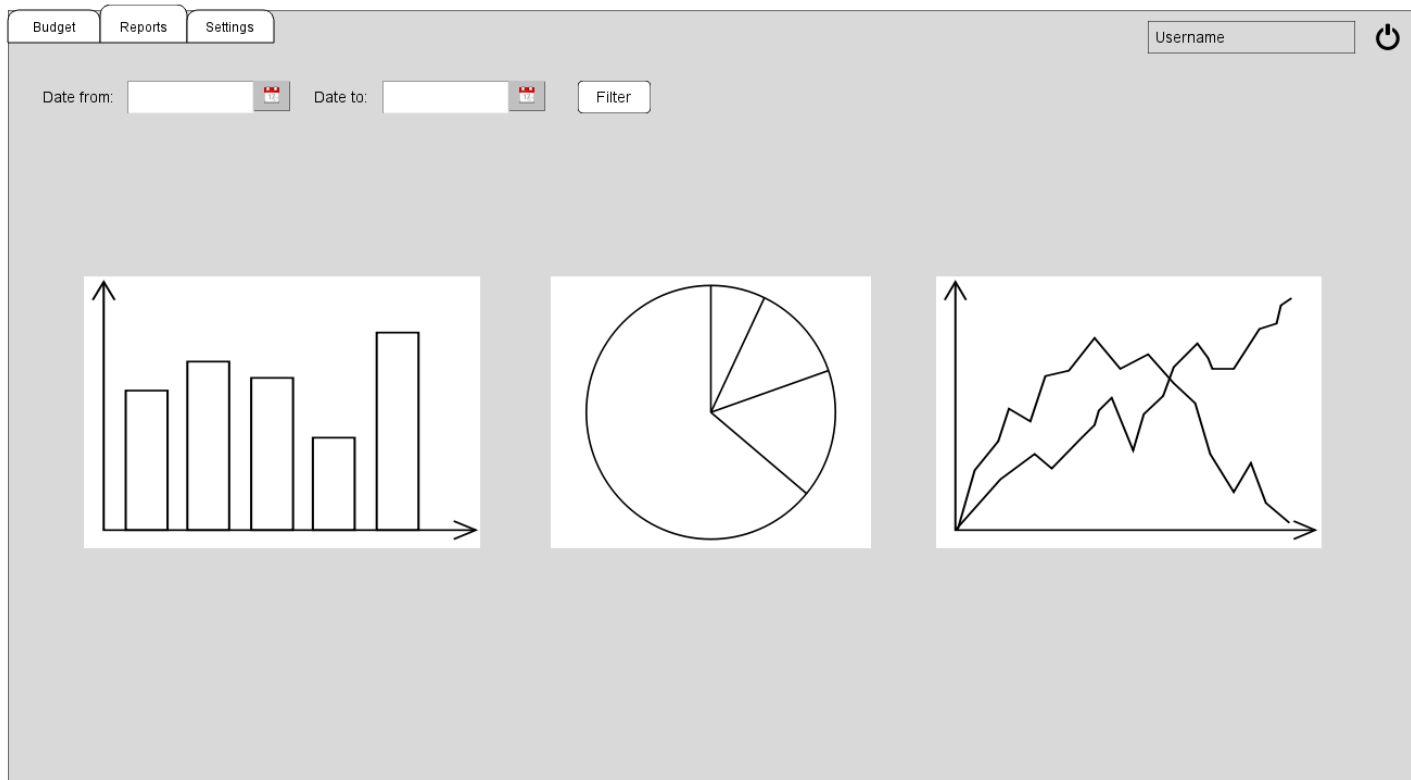 Budget
Reports
Settings
Username
Date from:
Date to:
Filter